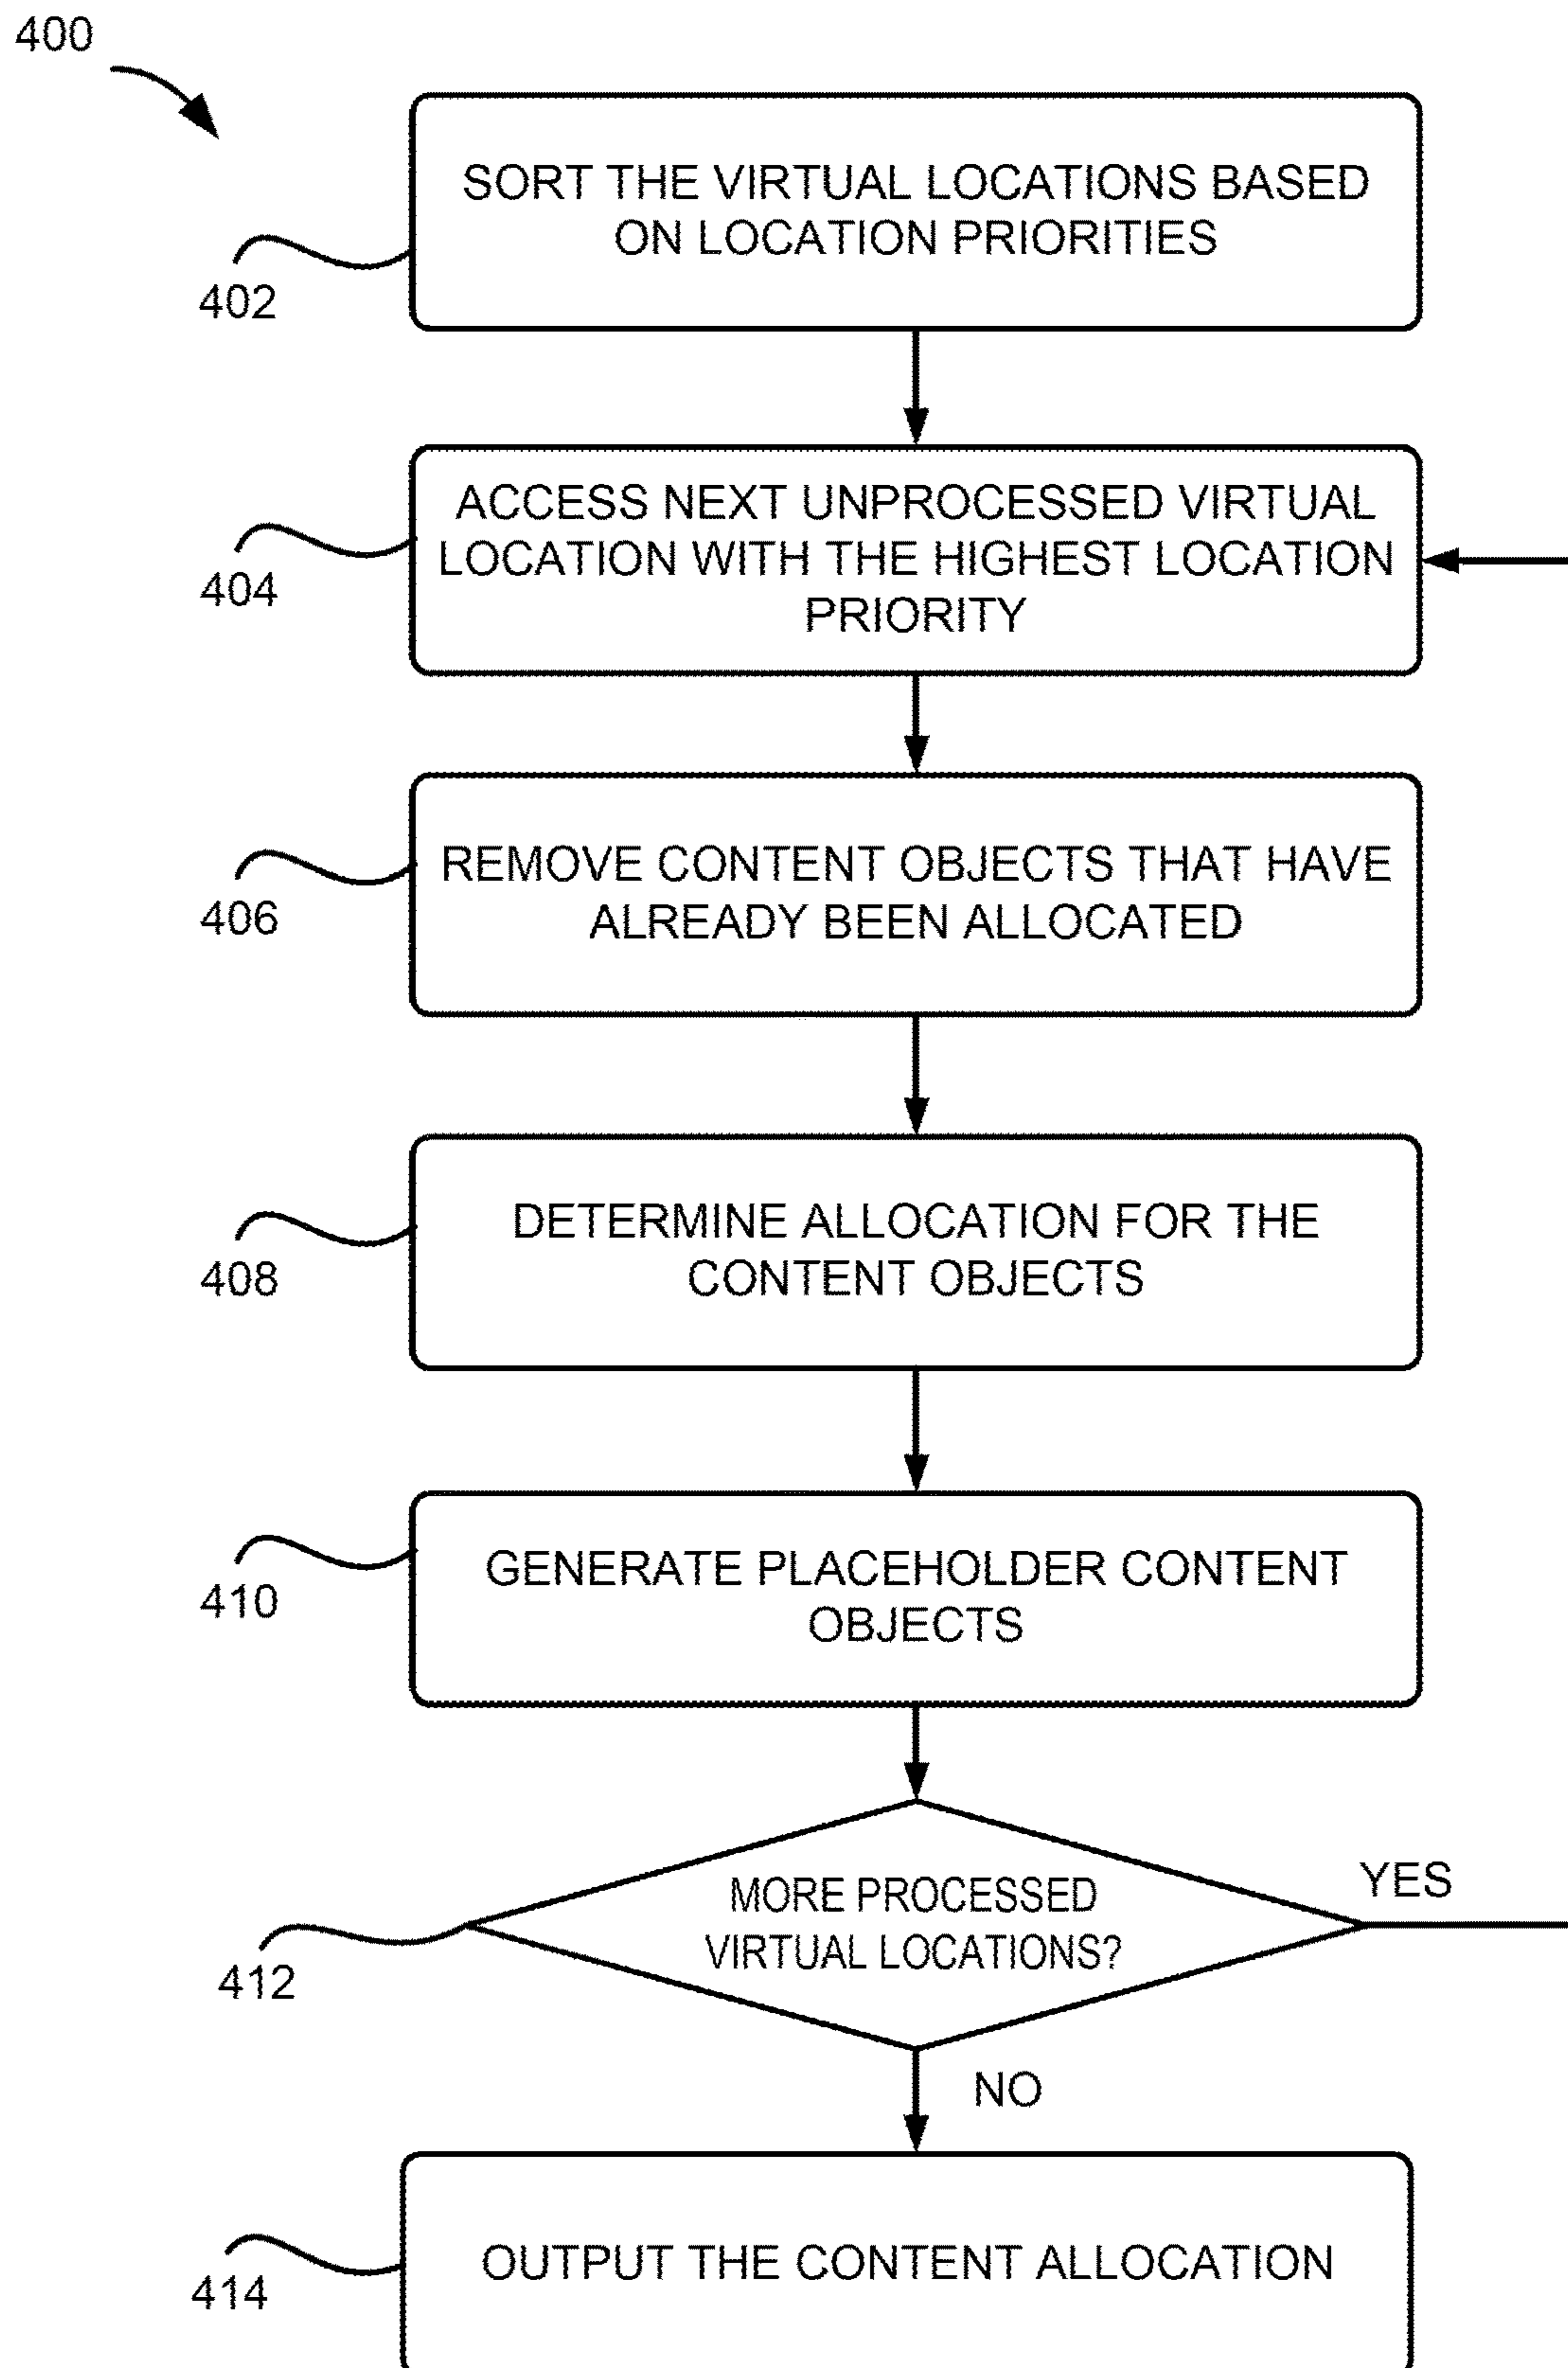 400
SORT THE VIRTUAL LOCATIONS BASED
ON LOCATION PRIORITIES
402
ACCESS NEXT UNPROCESSED VIRTUAL
LOCATION WITH THE HIGHEST LOCATION
PRIORITY
404
REMOVE CONTENT OBJECTS THAT HAVE
ALREADY BEEN ALLOCATED
406
DETERMINE ALLOCATION FOR THE
CONTENT OBJECTS
408
GENERATE PLACEHOLDER CONTENT
OBJECTS
410
MORE PROCESSED
VIRTUAL LOCATIONS?
YES
412
NO
OUTPUT THE CONTENT ALLOCATION
414